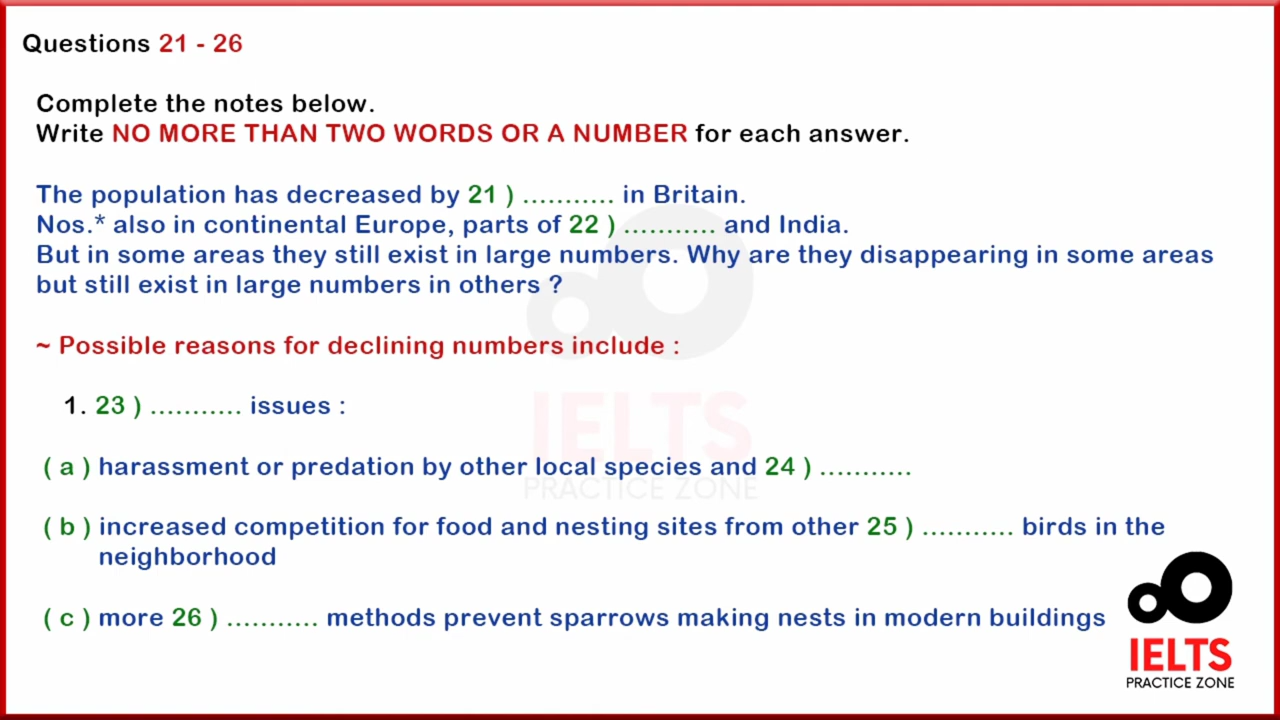 Questions 21 - 26
Complete the notes below.
Write NO MORE THAN TWO WORDS OR A NUMBER for each answer.
The population has decreased by 21 ) ........... in Britain.
Nos.* also in continental Europe, parts of 22 ) ........... and India.
But in some areas they still exist in large numbers. Why are they disappearing in some areas
but still exist in large numbers in others ?
~ Possible reasons for declining numbers include :
1. 23 ) ........... issues :
( a ) harassment or predation by other local species and 24 ) ...........
( b ) increased competition for food and nesting sites from other 25 ) ........... birds in the
neighborhood
( c ) more 26 ) ........... methods prevent sparrows making nests in modern buildings
IELTS
PRACTICE ZONE
IELTS
PRACTICE ZONE